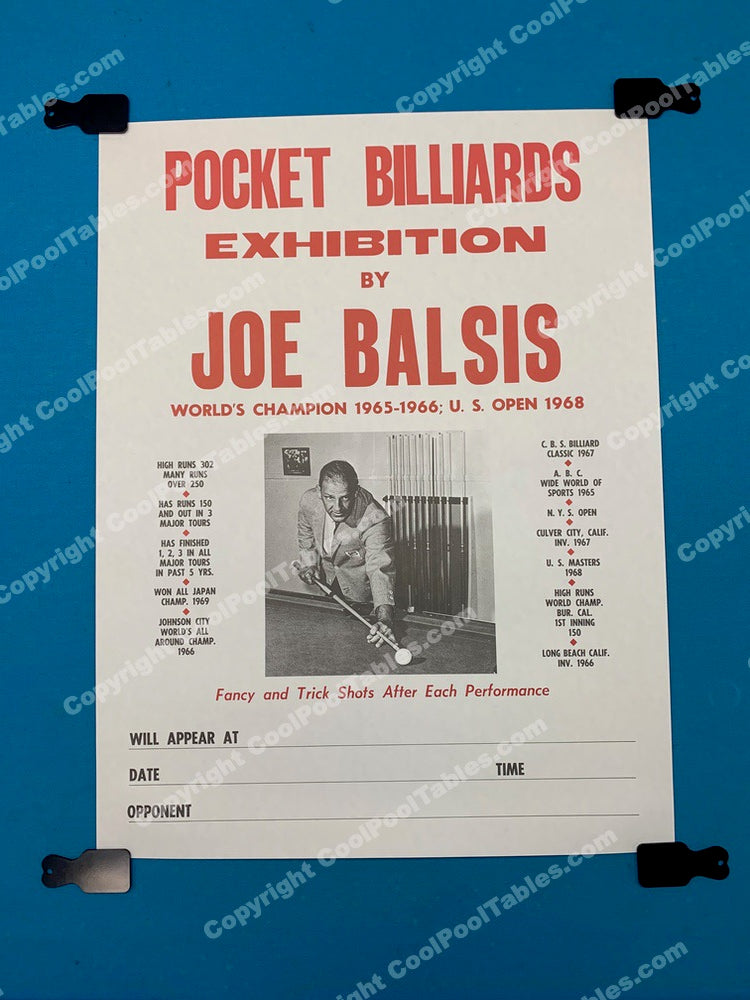 POCKET BILLIARDS
EXHIBITION
BY
JOE BALSIS
WORLD'S CHAMPION 1965-1966; U. S. OPEN 1968
HIGH RUNS 302
MANY RUNS
OVER 250
HAS RUNS 150
AND OUT IN 3
MAJOR TOURS
HAS FINISHED
1, 2, 3 IN ALL
MAJOR TOURS
IN PAST 5 YRS.
WON ALL JAPAN
CHAMP. 1969
JOHNSON CITY
WORLD'S ALL
AROUND CHAMP.
1966
C. B. S. BILLIARD
CLASSIC 1967
A. B. C.
WIDE WORLD OF
SPORTS 1965
N. Y. S. OPEN
CULVER CITY, CALIF.
INV. 1967
U. S. MASTERS
1968
HIGH RUNS
WORLD CHAMP.
BUR. CAL.
1ST INNING
150
LONG BEACH CALIF.
INV. 1966
Fancy and Trick Shots After Each Performance
WILL APPEAR AT
DATE TIME
OPPONENT
Copyright CoolPoolTables.com